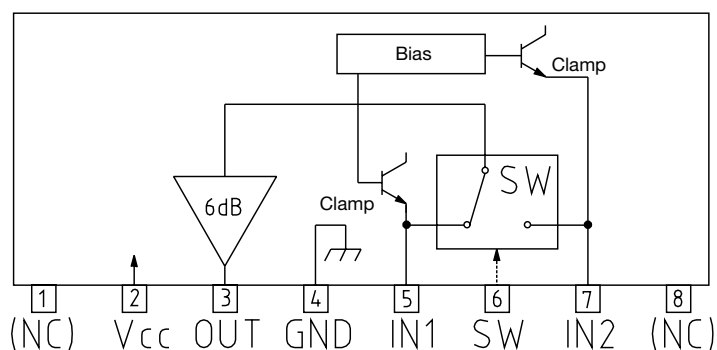 Bias
Clamp
SW
6dB
Clamp
1 2 3 4 5 6 7 8
(NC) Vcc OUT GND IN1 SW IN2 (NC)